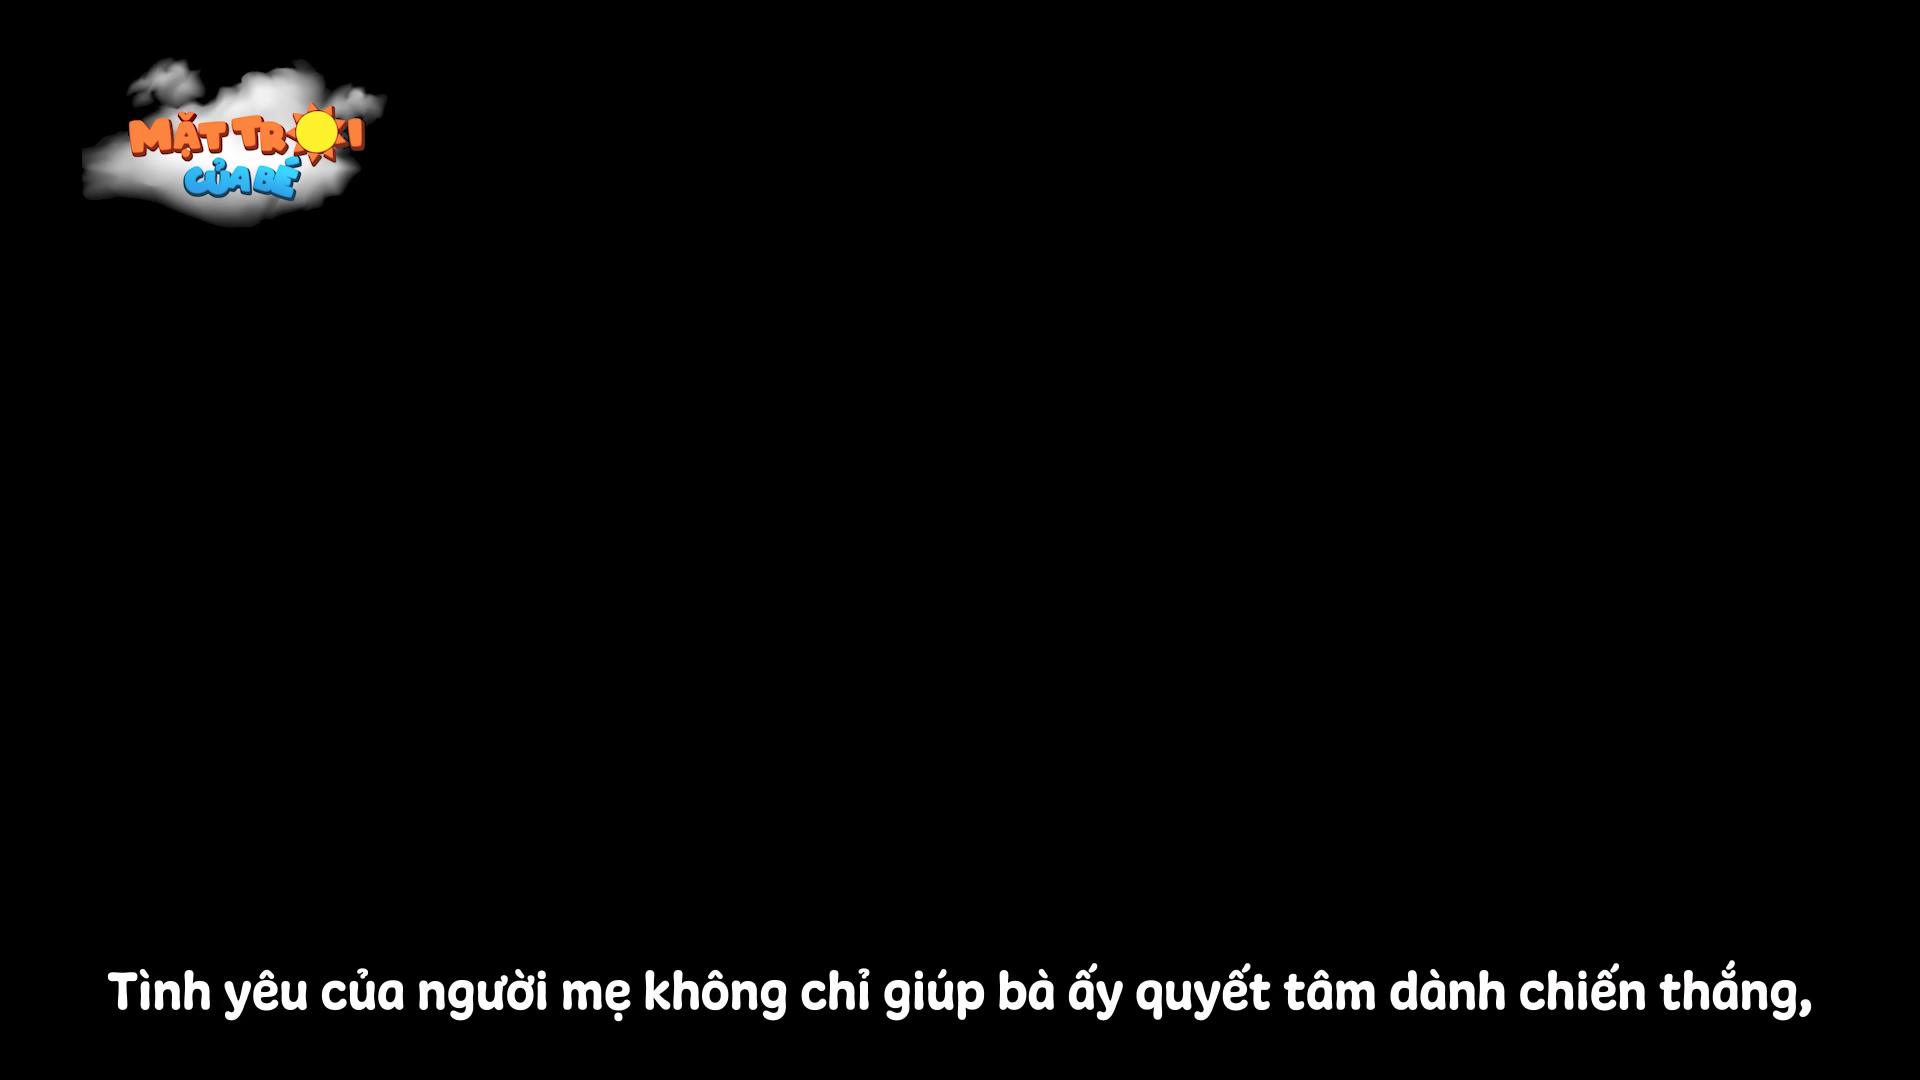 MẶT TRỜI
CỦA BÉ
Tình yêu của người mẹ không chỉ giúp bà ấy quyết tâm dành chiến thắng,